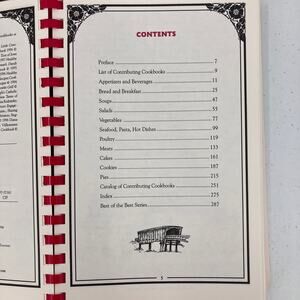 CONTENTS
Preface 7
List of Contributing Cookbooks 9
Appetizers and Beverages 11
Bread and Breakfast 25
Soups 47
Salads 55
Vegetables 77
Seafood, Pasta, Hot Dishes 99
Poultry 119
Meats 133
Cakes 161
Cookies 187
Pies 215
Catalog of Contributing Cookbooks 251
Index 275
Best of the Best Series 287
5